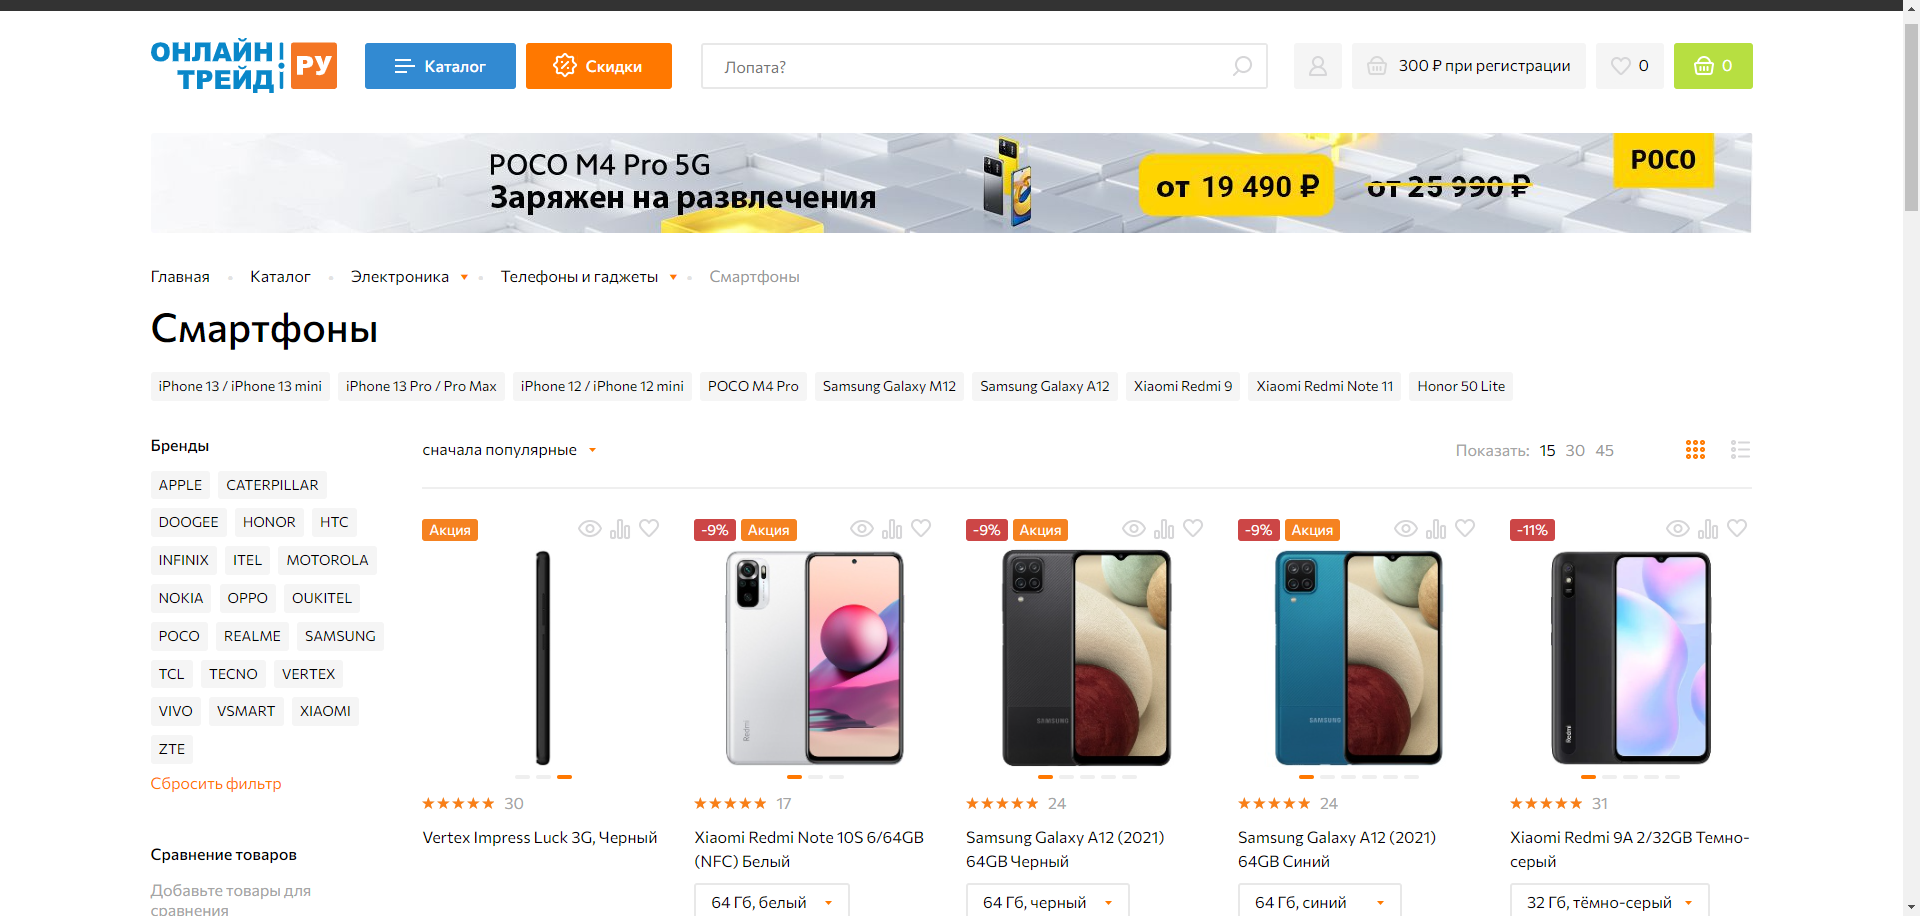 ОНЛАЙН
ТРЕЙД
РУ
Каталог
Скидки
Лопата?
300 ₽ при регистрации
0
0
POCO M4 Pro 5G
Заряжен на развлечения
от 19 490 ₽
от 25 990 ₽
POCO
Главная
Каталог
Электроника
Телефоны и гаджеты
Смартфоны
Смартфоны
iPhone 13 / iPhone 13 mini
iPhone 13 Pro / Pro Max
iPhone 12 / iPhone 12 mini
POCO M4 Pro
Samsung Galaxy M12
Samsung Galaxy A12
Xiaomi Redmi 9
Xiaomi Redmi Note 11
Honor 50 Lite
Бренды
APPLE CATERPILLAR
DOOGEE HONOR HTC
INFINIX ITEL MOTOROLA
NOKIA OPPO OUKITEL
POCO REALME SAMSUNG
TCL TECNO VERTEX
VIVO VSMART XIAOMI
ZTE
Сбросить фильтр
Сравнение товаров
Добавьте товары для
сравнения
сначала популярные
Показать: 15 30 45
Акция
30
Vertex Impress Luck 3G, Черный
-9% Акция
Redmi
17
Xiaomi Redmi Note 10S 6/64GB
(NFC) Белый
64 Гб, белый
-9% Акция
SAMSUNG
24
Samsung Galaxy A12 (2021)
64GB Черный
64 Гб, черный
-9% Акция
SAMSUNG
24
Samsung Galaxy A12 (2021)
64GB Синий
64 Гб, синий
-11%
Redmi
31
Xiaomi Redmi 9A 2/32GB Темно-
серый
32 Гб, тёмно-серый